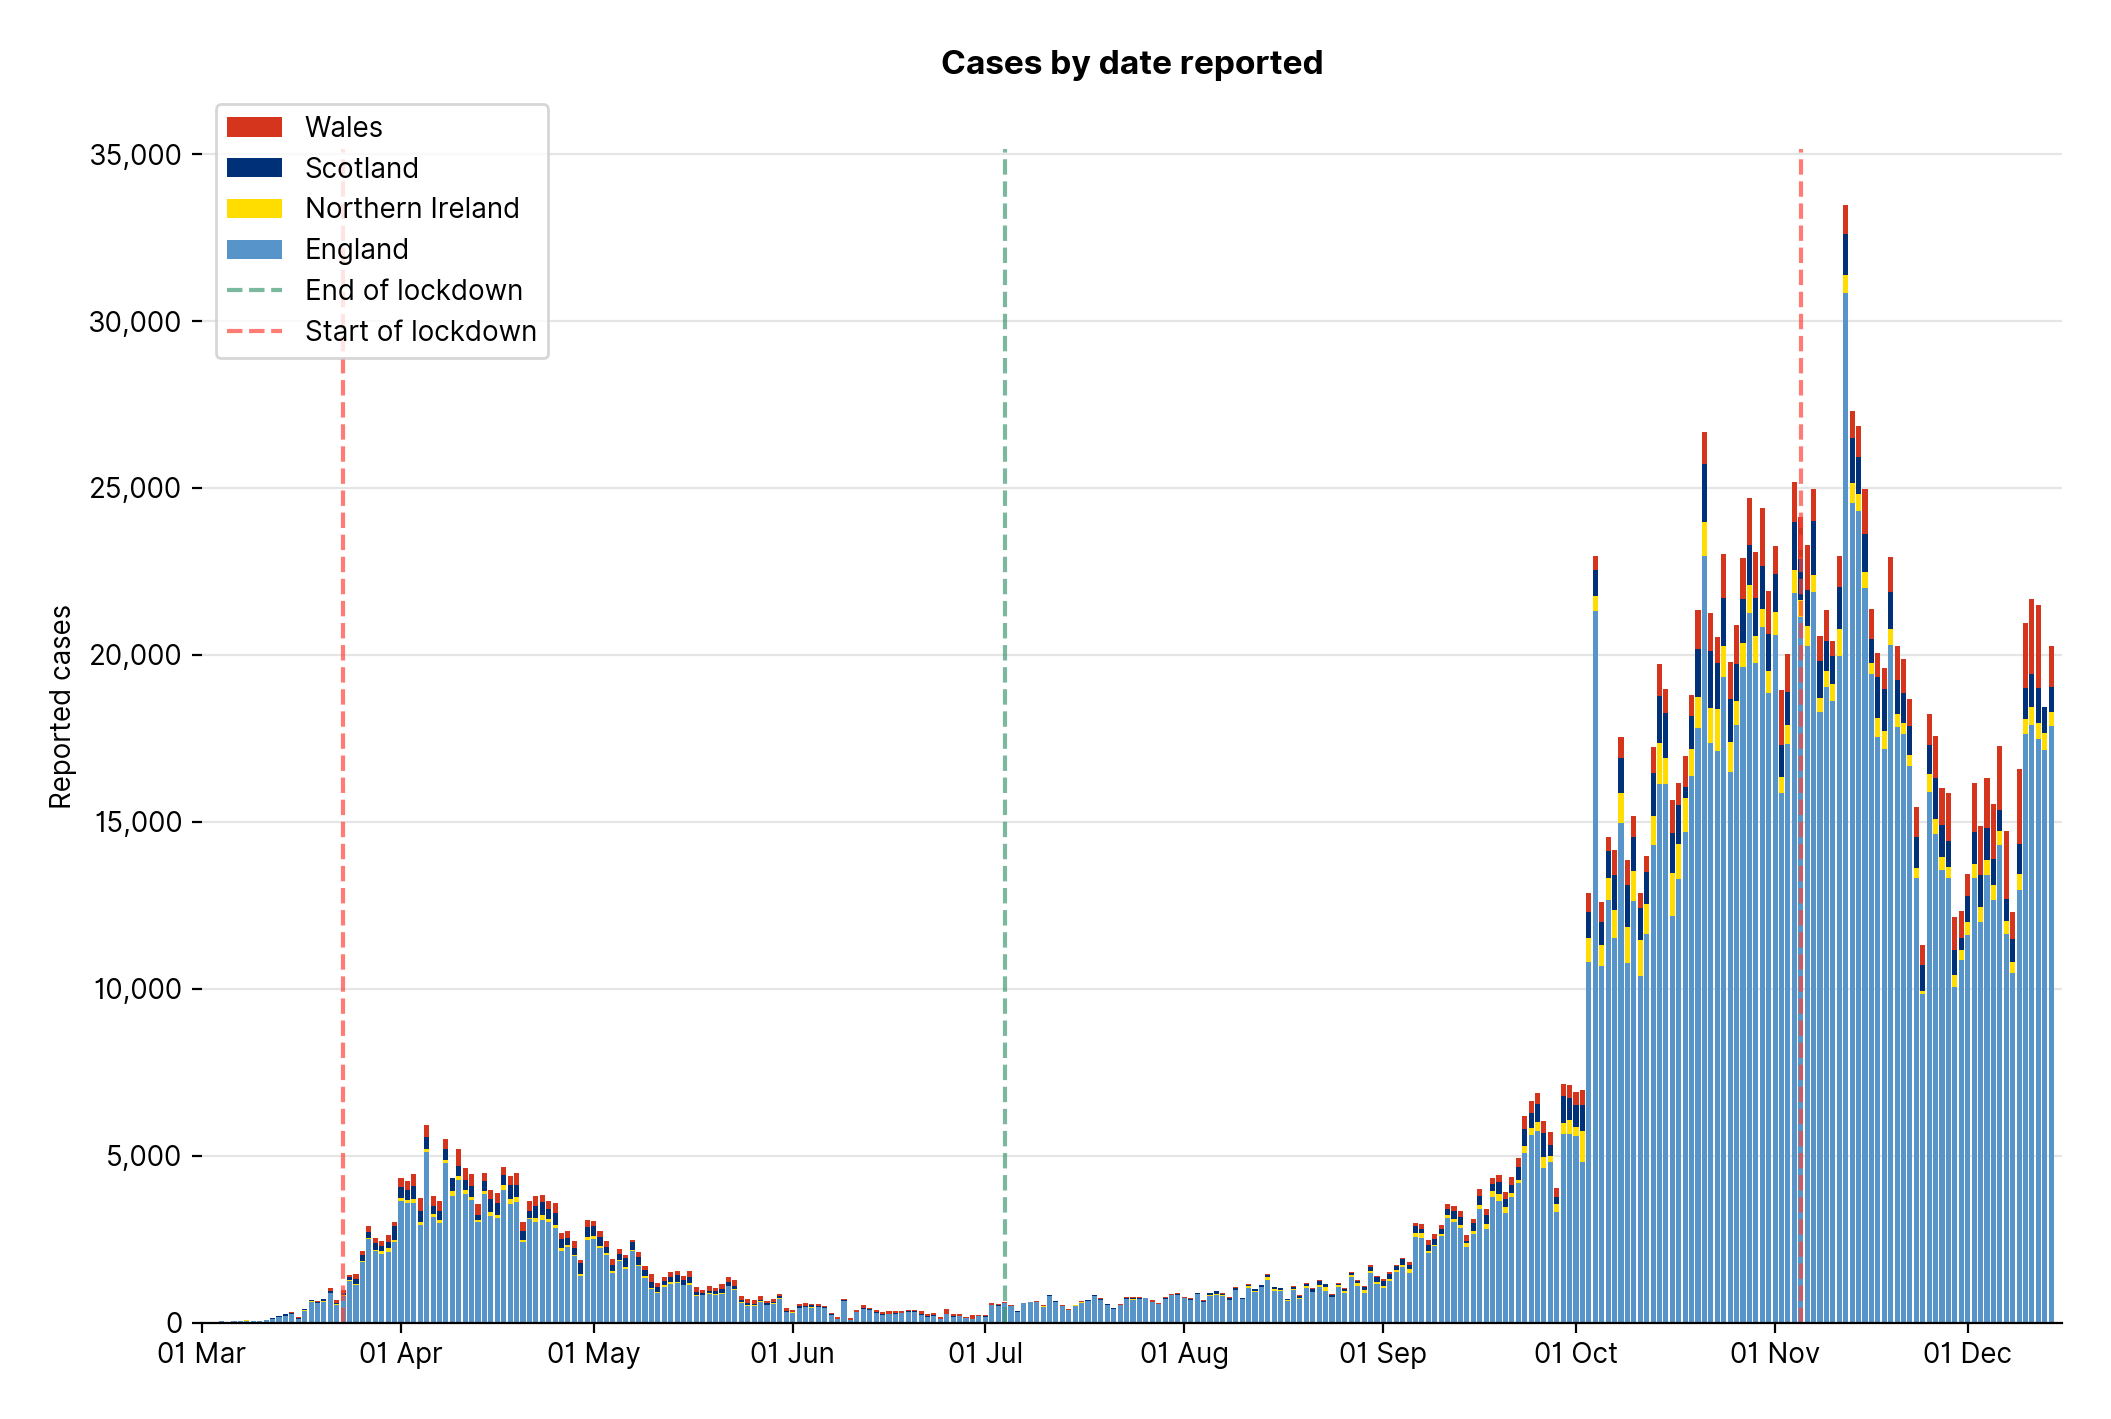 Cases by date reported
Wales
Scotland
Northern Ireland
England
End of lockdown
Start of lockdown
Reported cases
35,000
30,000
25,000
20,000
15,000
10,000
5,000
0
01 Mar
01 Apr
01 May
01 Jun
01 Jul
01 Aug
01 Sep
01 Oct
01 Nov
01 Dec